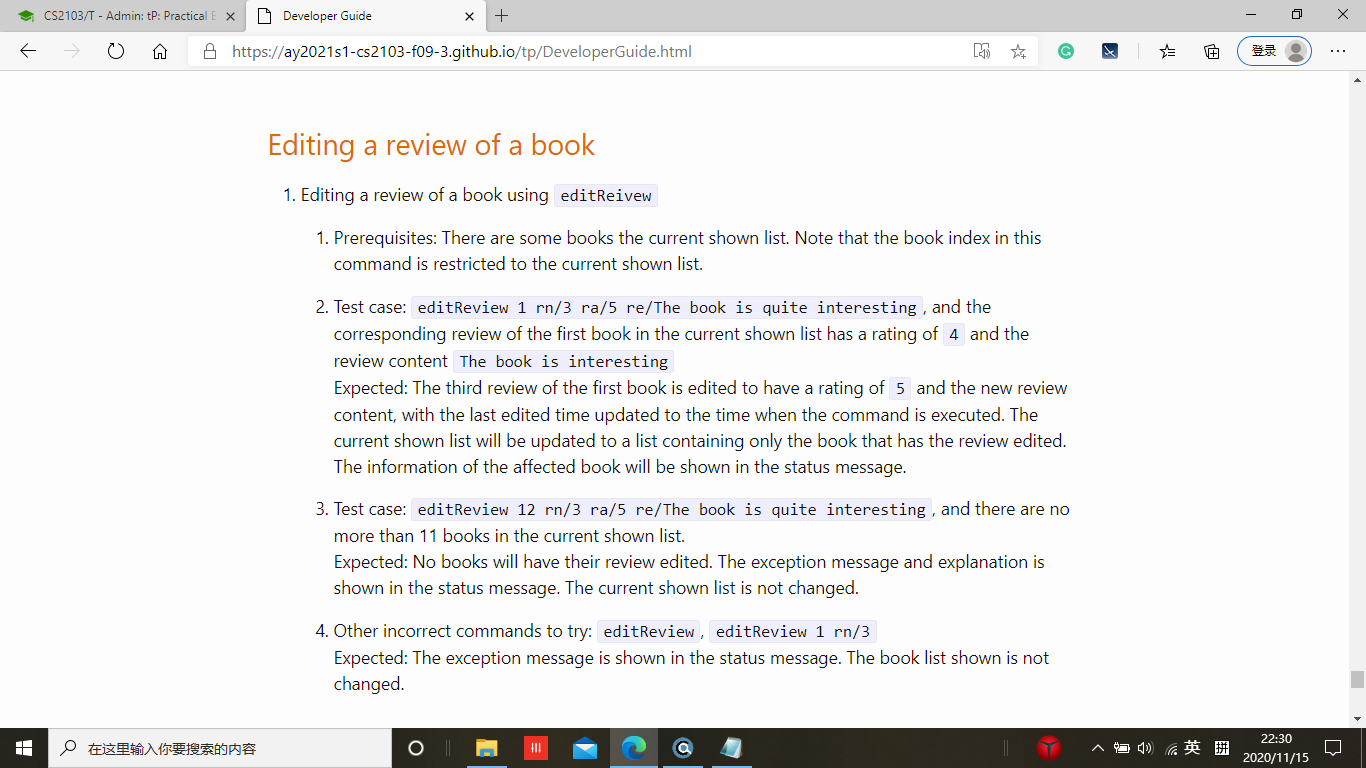 CS2103/T - Admin: tP: Practical E
Developer Guide
https://ay2021s1-cs2103-f09-3.github.io/tp/DeveloperGuide.html
登录
Editing a review of a book
1. Editing a review of a book using editReivew
1. Prerequisites: There are some books the current shown list. Note that the book index in this
command is restricted to the current shown list.
2. Test case: editReview 1 rn/3 ra/5 re/The book is quite interesting, and the
corresponding review of the first book in the current shown list has a rating of 4 and the
review content The book is interesting
Expected: The third review of the first book is edited to have a rating of 5 and the new review
content, with the last edited time updated to the time when the command is executed. The
current shown list will be updated to a list containing only the book that has the review edited.
The information of the affected book will be shown in the status message.
3. Test case: editReview 12 rn/3 ra/5 re/The book is quite interesting, and there are no
more than 11 books in the current shown list.
Expected: No books will have their review edited. The exception message and explanation is
shown in the status message. The current shown list is not changed.
4. Other incorrect commands to try: editReview, editReview 1 rn/3
Expected: The exception message is shown in the status message. The book list shown is not
changed.
在这里输入你要搜索的内容
英
拼
22:30
2020/11/15